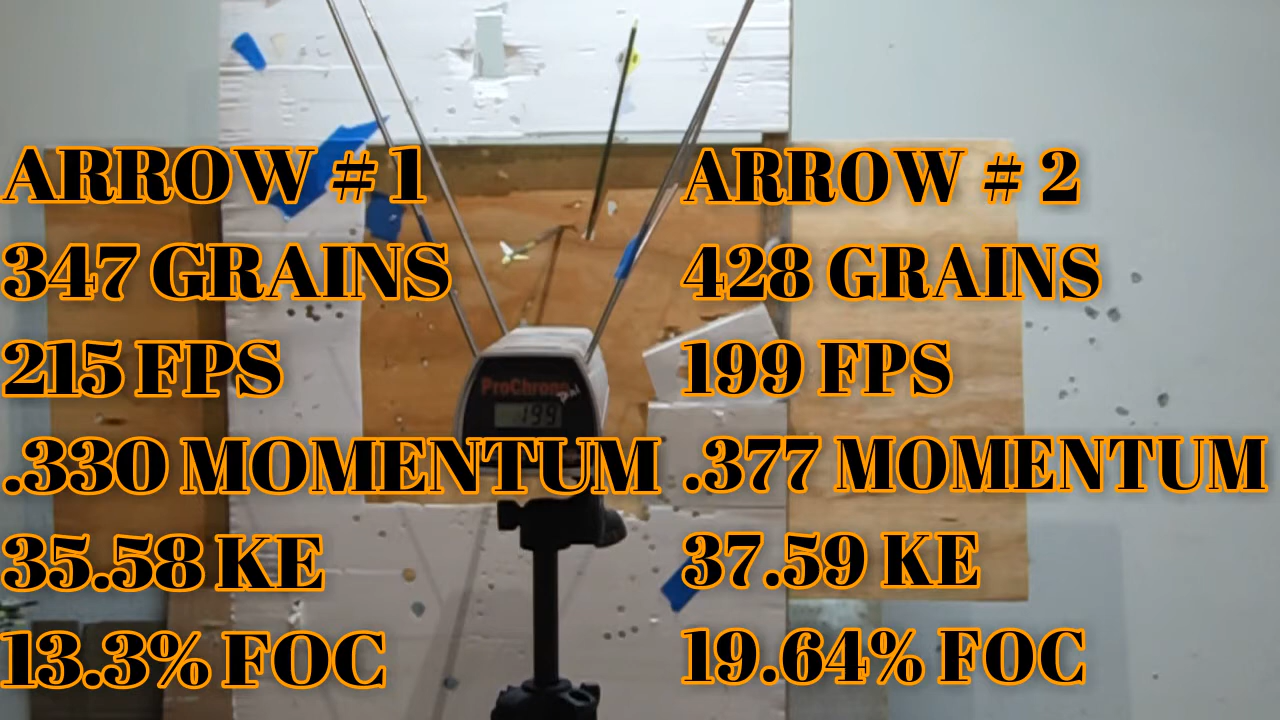 ARROW # 1
347 GRAINS
215 FPS
.330 MOMENTUM
35.58 KE
13.3% FOC
ARROW # 2
428 GRAINS
199 FPS
.377 MOMENTUM
37.59 KE
19.64% FOC
ProChrono
199